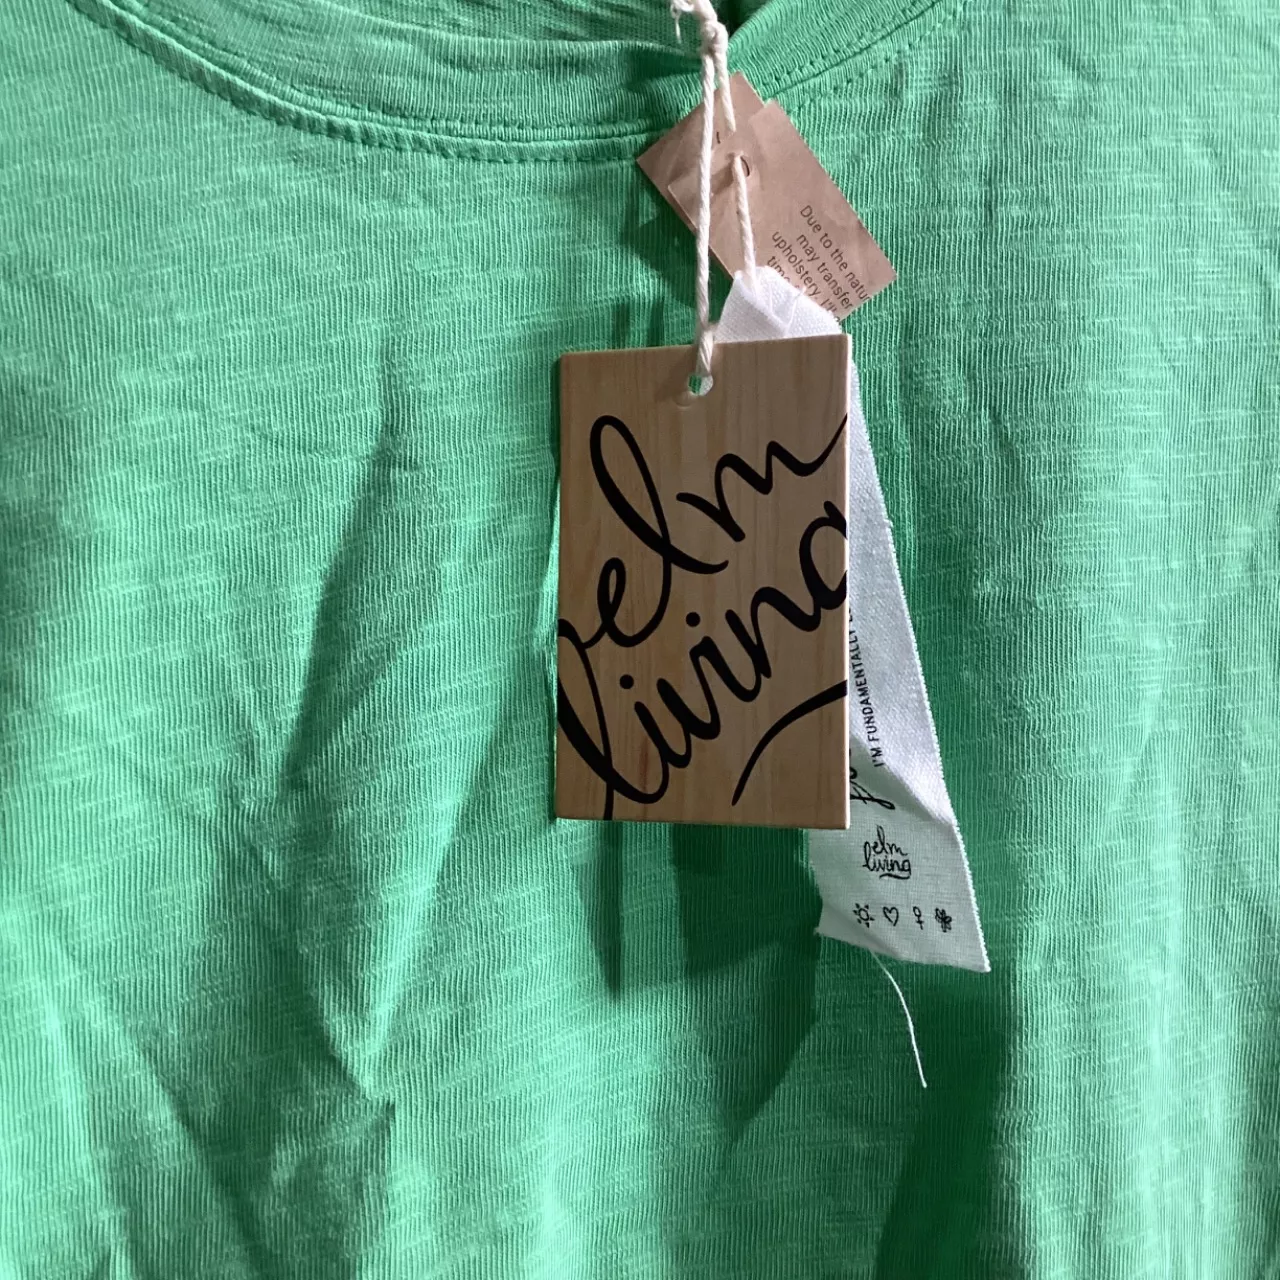 Due to the natu
may transfer
upholstery.
elm
living
I'M FUNDAMENTALLY
elm
living